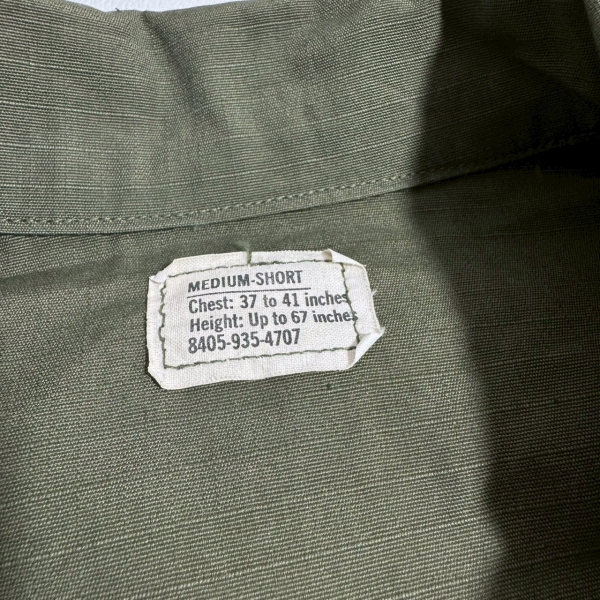 MEDIUM-SHORT
Chest: 37 to 41 inches
Height: Up to 67 inches
8405-935-4707